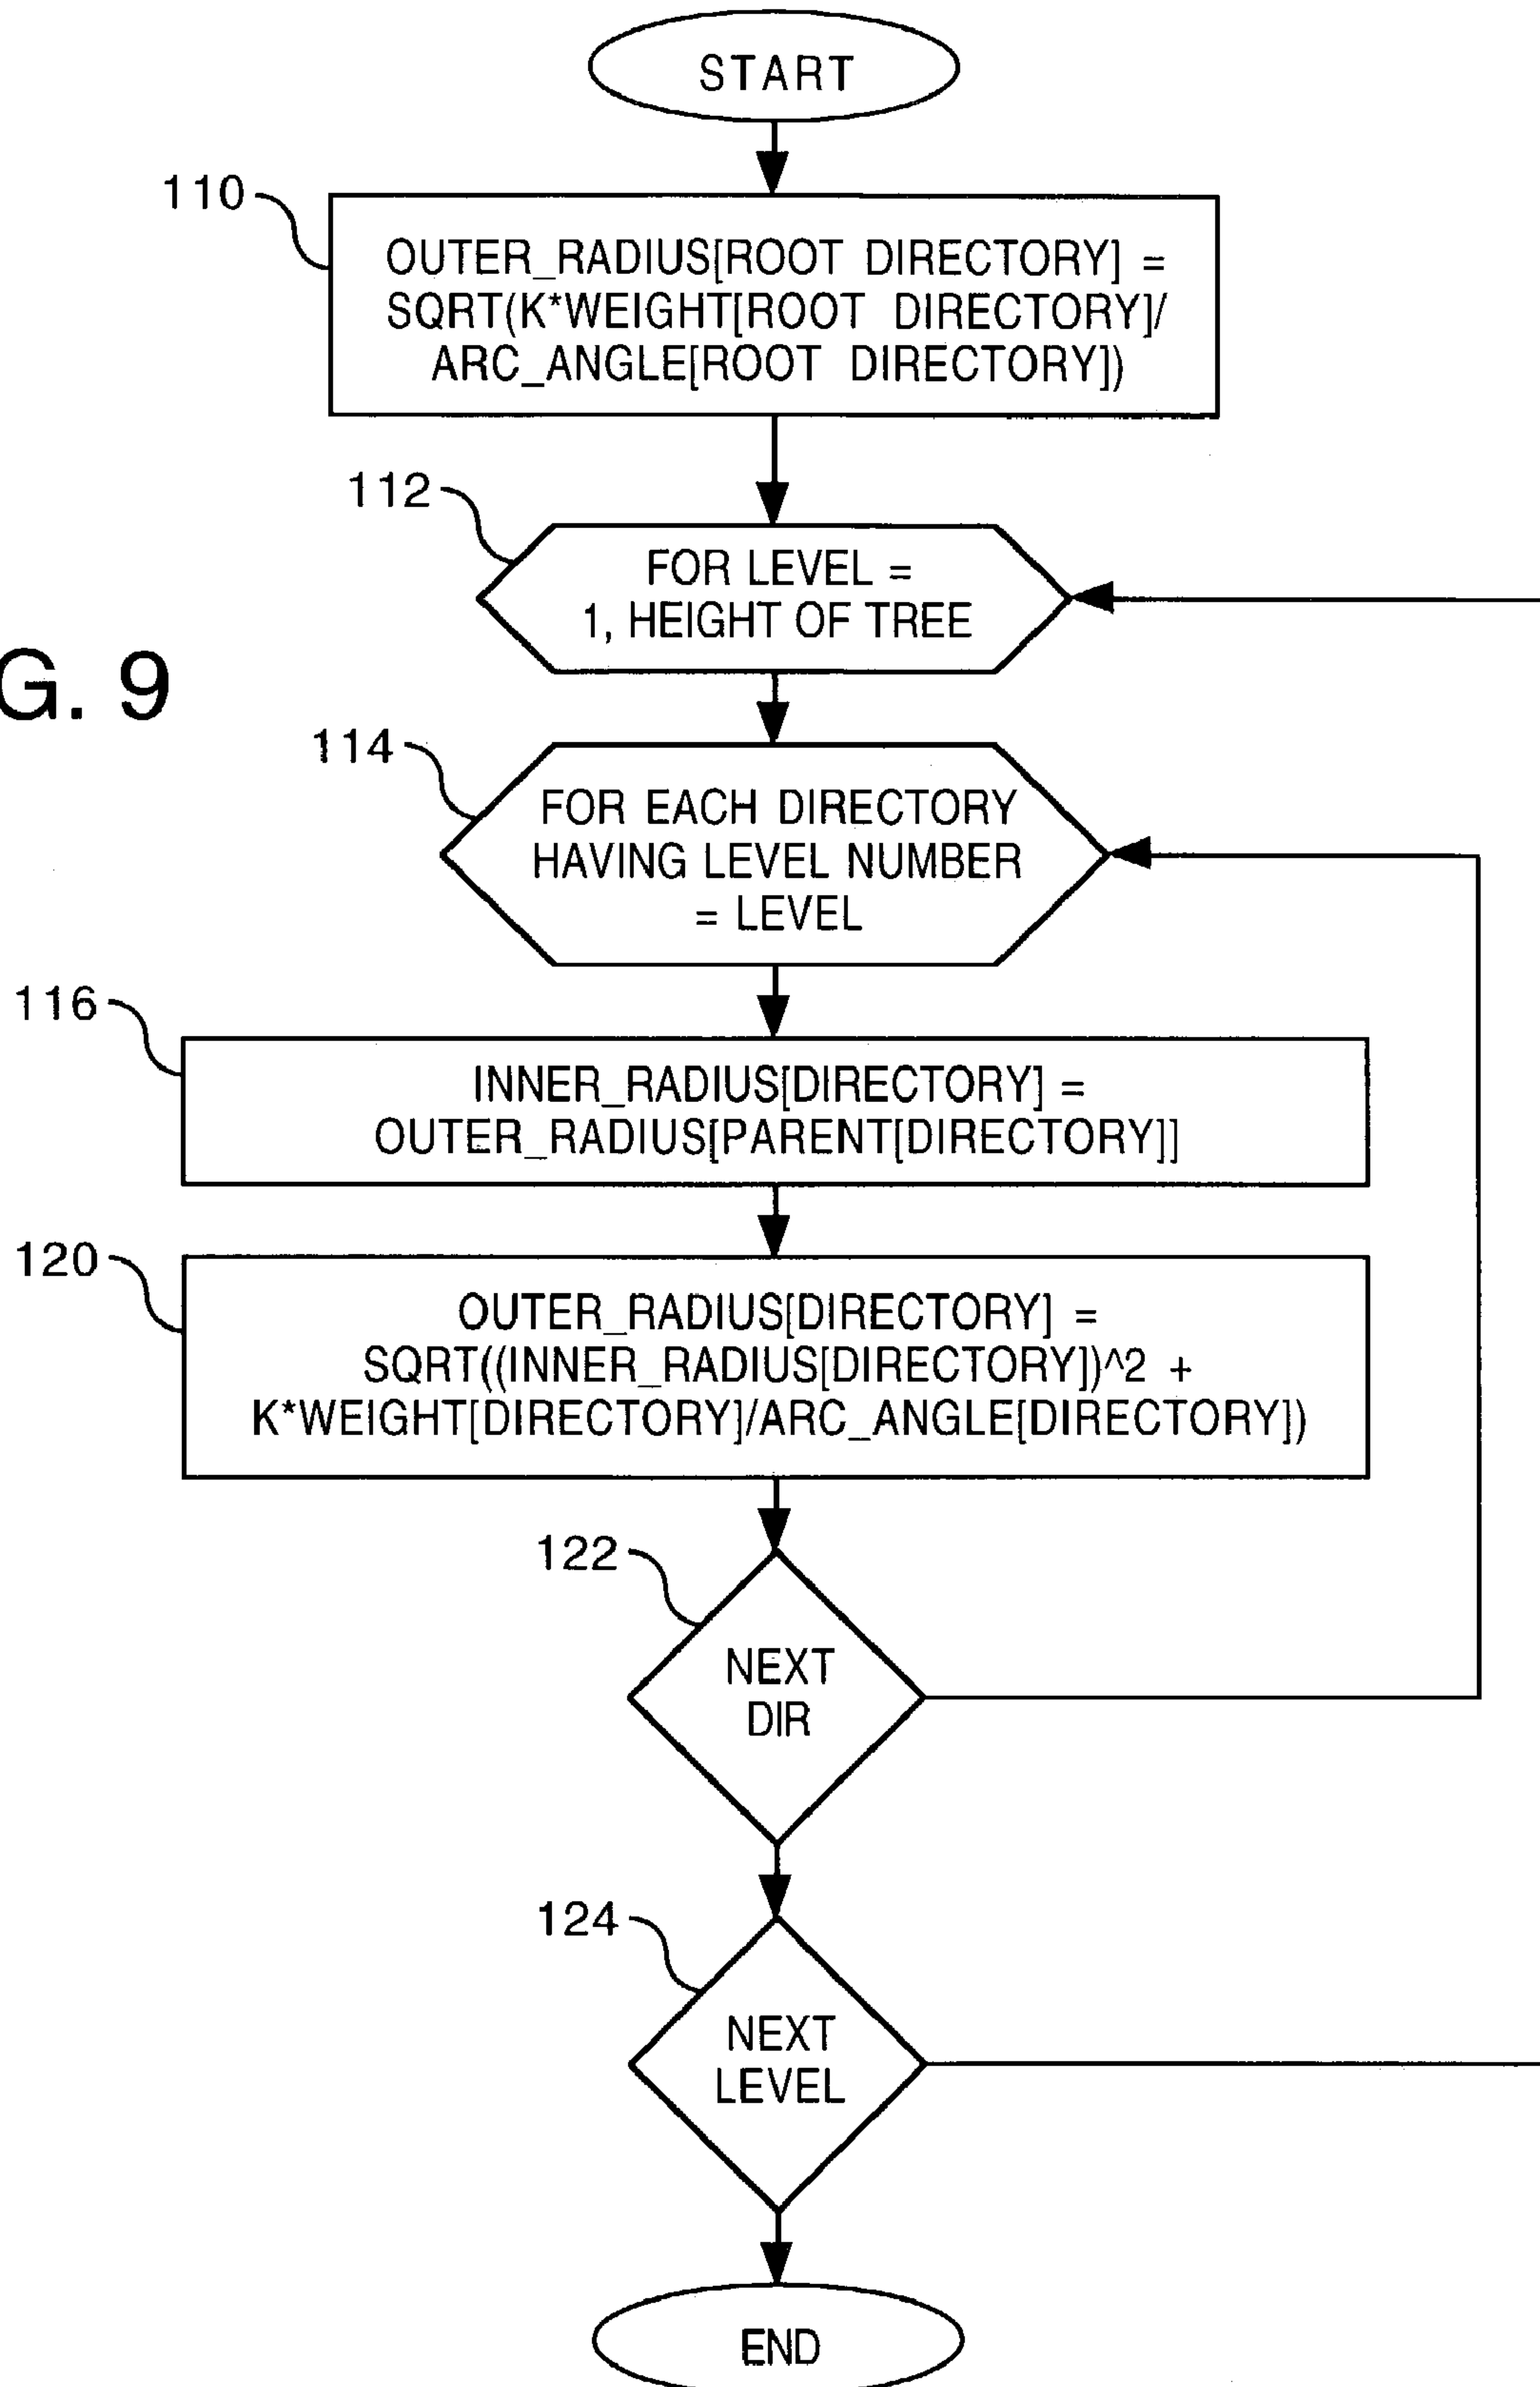 START
110
OUTER_RADIUS[ROOT DIRECTORY] =
SQRT(K*WEIGHT[ROOT DIRECTORY]/
ARC_ANGLE[ROOT DIRECTORY])
112
FOR LEVEL =
1, HEIGHT OF TREE
G. 9
114
FOR EACH DIRECTORY
HAVING LEVEL NUMBER
= LEVEL
116
INNER_RADIUS[DIRECTORY] =
OUTER_RADIUS[PARENT[DIRECTORY]]
120
OUTER_RADIUS[DIRECTORY] =
SQRT((INNER_RADIUS[DIRECTORY])^2 +
K*WEIGHT[DIRECTORY]/ARC_ANGLE[DIRECTORY])
122
NEXT
DIR
124
NEXT
LEVEL
END